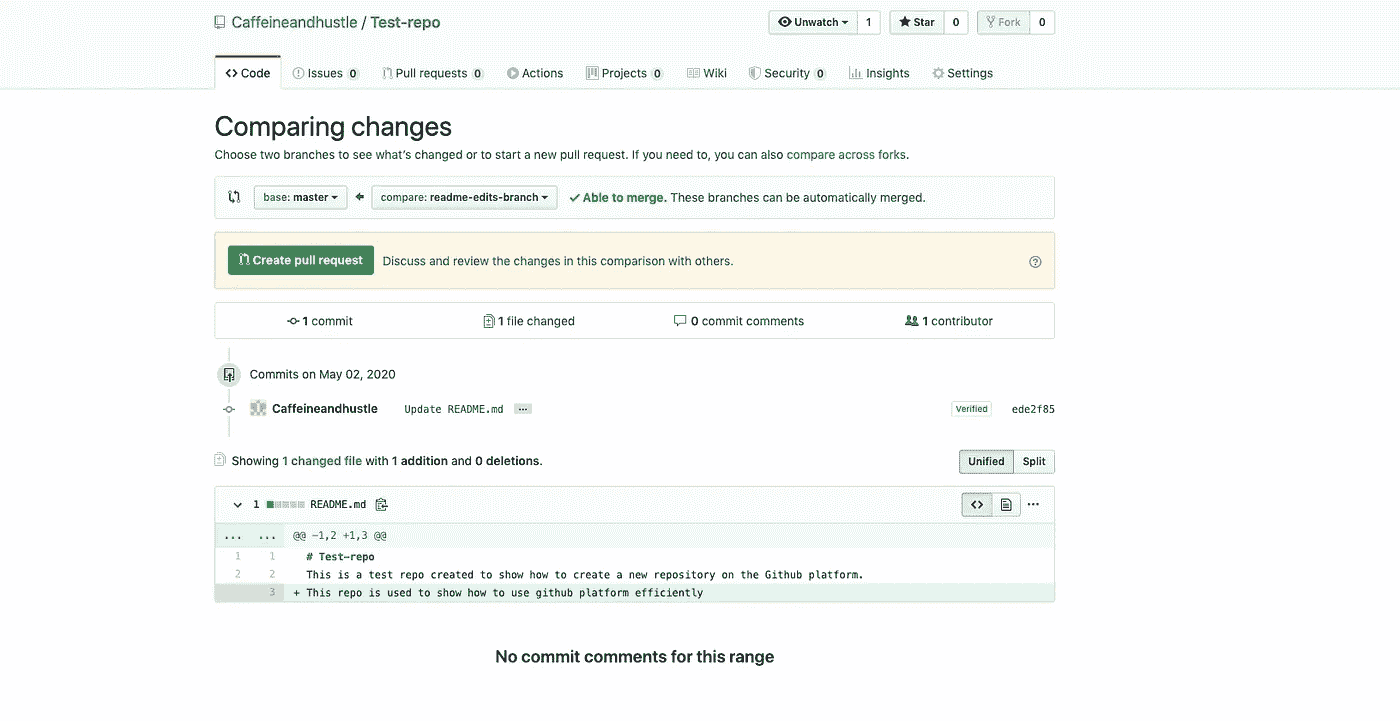 Caffeineandhustle / Test-repo
Unwatch 1 Star 0 Fork 0
Code Issues 0 Pull requests 0 Actions Projects 0 Wiki Security 0 Insights Settings
Comparing changes
Choose two branches to see what's changed or to start a new pull request. If you need to, you can also compare across forks.
base: master compare: readme-edits-branch Able to merge. These branches can be automatically merged.
Create pull request Discuss and review the changes in this comparison with others.
1 commit 1 file changed 0 commit comments 1 contributor
Commits on May 02, 2020
Caffeineandhustle Update README.md ... Verified ede2f85
Showing 1 changed file with 1 addition and 0 deletions. Unified Split
1 README.md ...
... ... @@ -1,2 +1,3 @@
1 1 # Test-repo
2 2 This is a test repo created to show how to create a new repository on the Github platform.
3 + This repo is used to show how to use github platform efficiently
No commit comments for this range